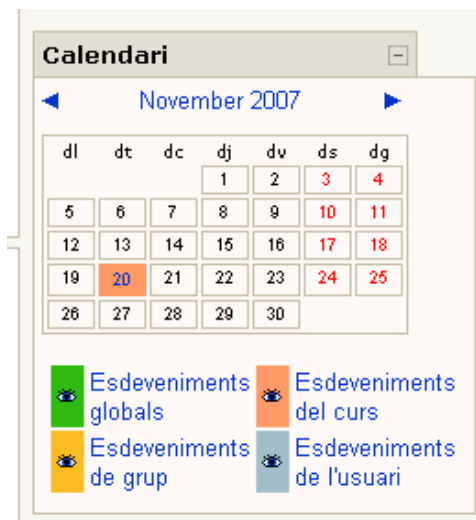 Calendari
November 2007
dl dt dc dj dv ds dg
1 2 3 4
5 6 7 8 9 10 11
12 13 14 15 16 17 18
19 20 21 22 23 24 25
26 27 28 29 30
Esdeveniments globals
Esdeveniments del curs
Esdeveniments de grup
Esdeveniments de l'usuari